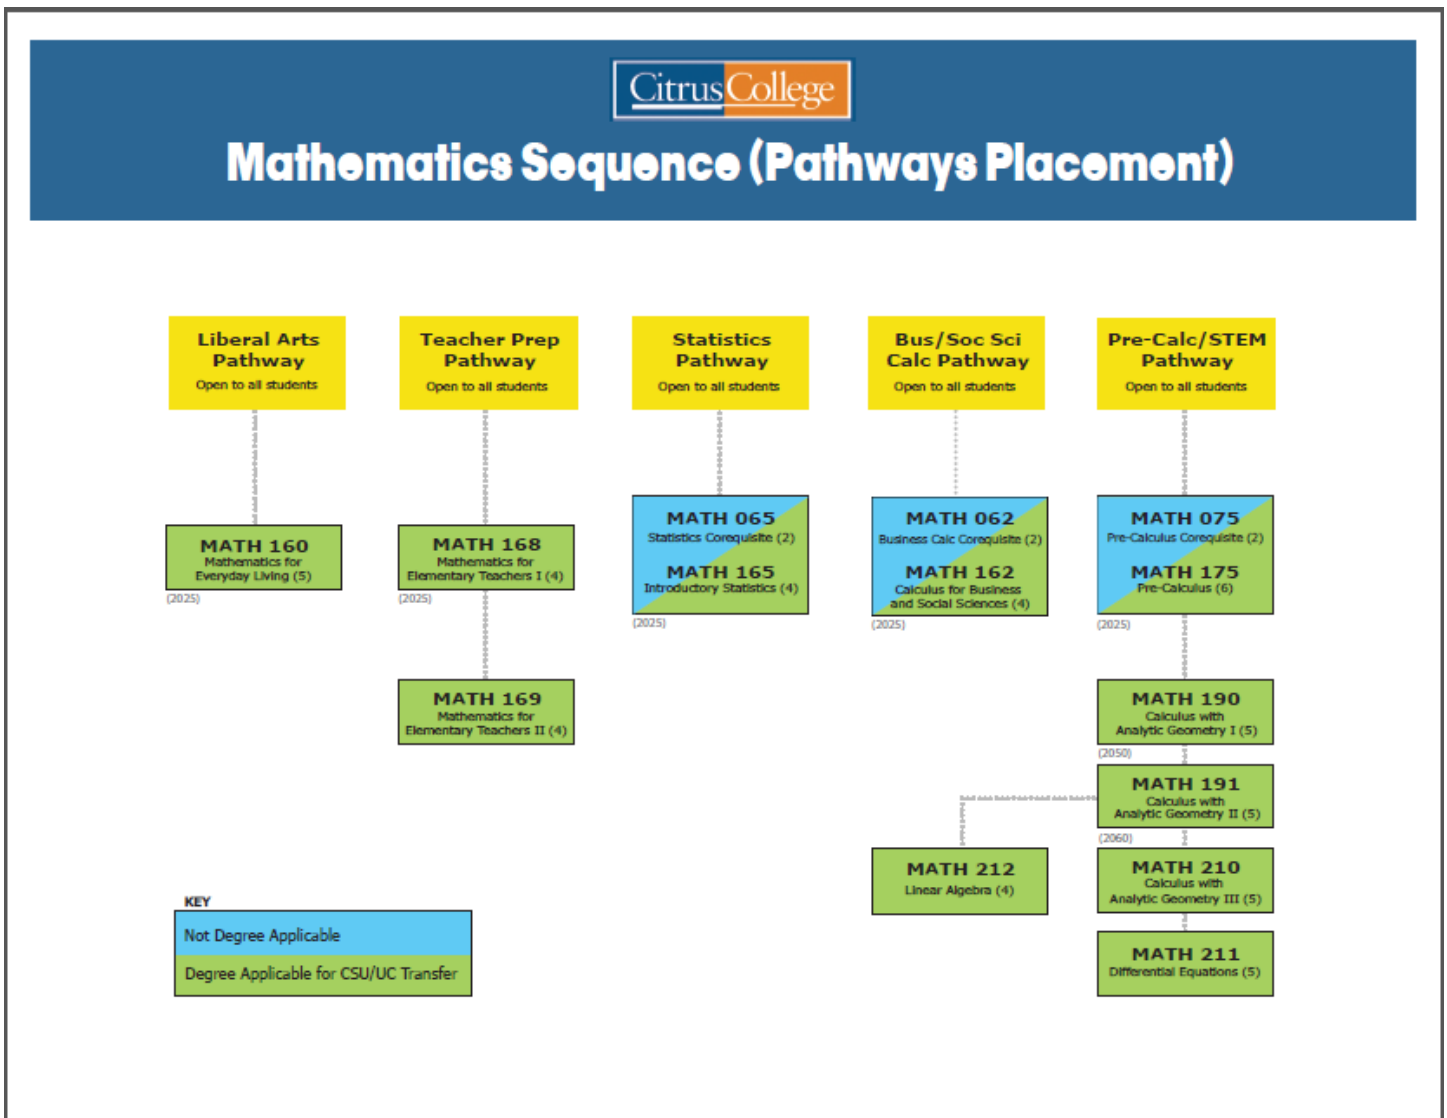 Citrus College
Mathematics Sequence (Pathways Placement)
Liberal Arts
Pathway
Open to all students
Teacher Prep
Pathway
Open to all students
Statistics
Pathway
Open to all students
Bus/Soc Sci
Calc Pathway
Open to all students
Pre-Calc/STEM
Pathway
Open to all students
MATH 160
Mathematics for
Everyday Living (5)
(2025)
MATH 168
Mathematics for
Elementary Teachers I (4)
(2025)
MATH 065
Statistics Corequisite (2)
MATH 165
Introductory Statistics (4)
(2025)
MATH 062
Business Calc Corequisite (2)
MATH 162
Calculus for Business
and Social Sciences (4)
(2025)
MATH 075
Pre-Calculus Corequisite (2)
MATH 175
Pre-Calculus (6)
(2025)
MATH 169
Mathematics for
Elementary Teachers II (4)
MATH 190
Calculus with
Analytic Geometry I (5)
(2050)
MATH 191
Calculus with
Analytic Geometry II (5)
(2060)
MATH 212
Linear Algebra (4)
MATH 210
Calculus with
Analytic Geometry III (5)
MATH 211
Differential Equations (5)
KEY
Not Degree Applicable
Degree Applicable for CSU/UC Transfer